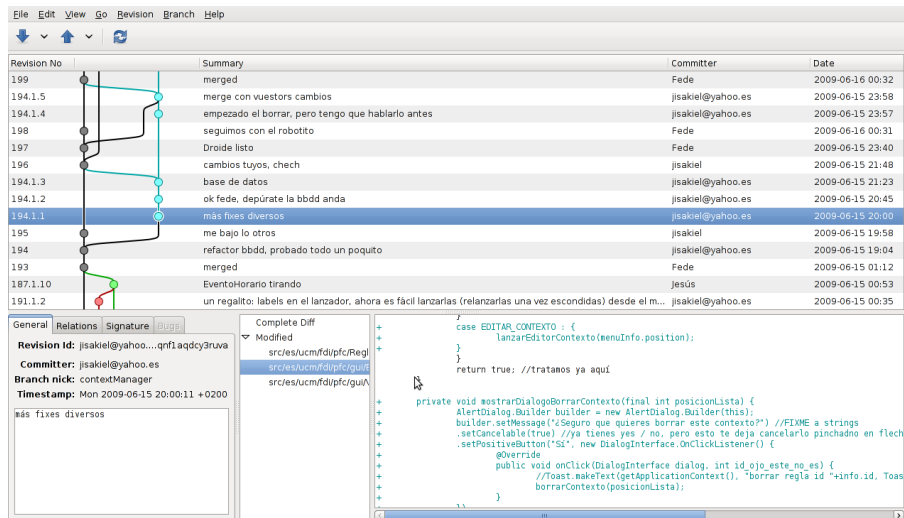 File Edit View Go Revision Branch Help
Revision No Summary Committer Date
199 merged Fede 2009-06-16 00:32
194.1.5 merge con vuestors cambios jisakiel@yahoo.es 2009-06-15 23:58
194.1.4 empezado el borrar, pero tengo que hablarlo antes jisakiel@yahoo.es 2009-06-15 23:57
198 seguimos con el robotito Fede 2009-06-16 00:31
197 Droide listo Fede 2009-06-15 23:40
196 cambios tuyos, chech jisakiel 2009-06-15 21:48
194.1.3 base de datos jisakiel@yahoo.es 2009-06-15 21:23
194.1.2 ok fede, depúrate la bbdd anda jisakiel@yahoo.es 2009-06-15 20:45
194.1.1 más fixes diversos jisakiel@yahoo.es 2009-06-15 20:00
195 me bajo lo otros jisakiel@yahoo.es 2009-06-15 19:58
194 refactor bbdd, probado todo un poquito jisakiel@yahoo.es 2009-06-15 19:04
193 merged Fede 2009-06-15 01:12
187.1.10 EventoHorario tirando Jesús 2009-06-15 00:53
191.1.2 un regalito: labels en el lanzador, ahora es fácil lanzarlas (relanzarlas una vez escondidas) desde el m... jisakiel@yahoo.es 2009-06-15 00:35
General Relations Signature Bugs
Revision Id: jisakiel@yahoo....qnf1aqdcy3ruva
Committer: jisakiel@yahoo.es
Branch nick: contextManager
Timestamp: Mon 2009-06-15 20:00:11 +0200
más fixes diversos
Complete Diff
Modified
src/es/ucm/fdi/pfc/Regl
src/es/ucm/fdi/pfc/gui/E
src/es/ucm/fdi/pfc/gui/V
}
+ case EDITAR_CONTEXTO : {
+ lanzarEditorContexto(menuInfo.position);
+ }
}
return true; //tratamos ya aquí
+ private void mostrarDialogoBorrarContexto(final int posicionLista) {
+ AlertDialog.Builder builder = new AlertDialog.Builder(this);
+ builder.setMessage("¿Seguro que quieres borrar este contexto?") //FIXME a strings
+ .setCancelable(true) //ya tienes yes / no, pero esto te deja cancelarlo pinchadno en flech
+ .setPositiveButton("Sí", new DialogInterface.OnClickListener() {
+ @Override
+ public void onClick(DialogInterface dialog, int id_ojo_este_no_es) {
+ //Toast.makeText(getApplicationContext(), "borrar regla id "+info.id, Toas
+ borrarContexto(posicionLista);
+ }
+ })